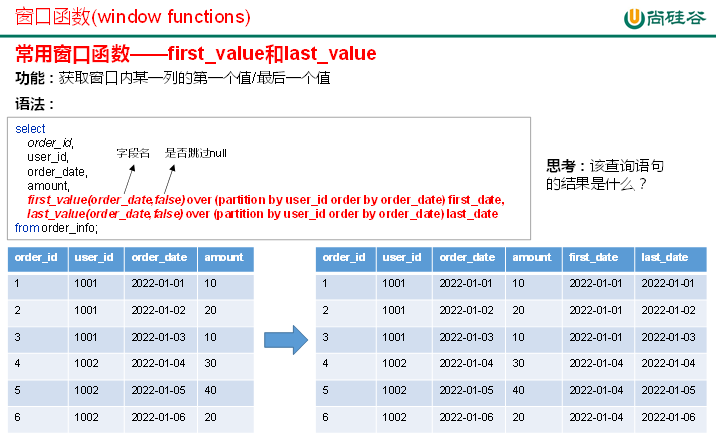 窗口函数(window functions)
尚硅谷
常用窗口函数——first_value和last_value
功能：获取窗口内某一列的第一个值/最后一个值
语法：
select
order_id,
user_id,
order_date,
amount,
字段名 是否跳过null
first_value(order_date,false) over (partition by user_id order by order_date) first_date,
last_value(order_date,false) over (partition by user_id order by order_date) last_date
from order_info;
思考：该查询语句
的结果是什么？
order_id user_id order_date amount
1 1001 2022-01-01 10
2 1001 2022-01-02 20
3 1001 2022-01-03 10
4 1002 2022-01-04 30
5 1002 2022-01-05 40
6 1002 2022-01-06 20
order_id user_id order_date amount first_date last_date
1 1001 2022-01-01 10 2022-01-01 2022-01-01
2 1001 2022-01-02 20 2022-01-01 2022-01-02
3 1001 2022-01-03 10 2022-01-01 2022-01-03
4 1002 2022-01-04 30 2022-01-04 2022-01-04
5 1002 2022-01-05 40 2022-01-04 2022-01-05
6 1002 2022-01-06 20 2022-01-04 2022-01-06